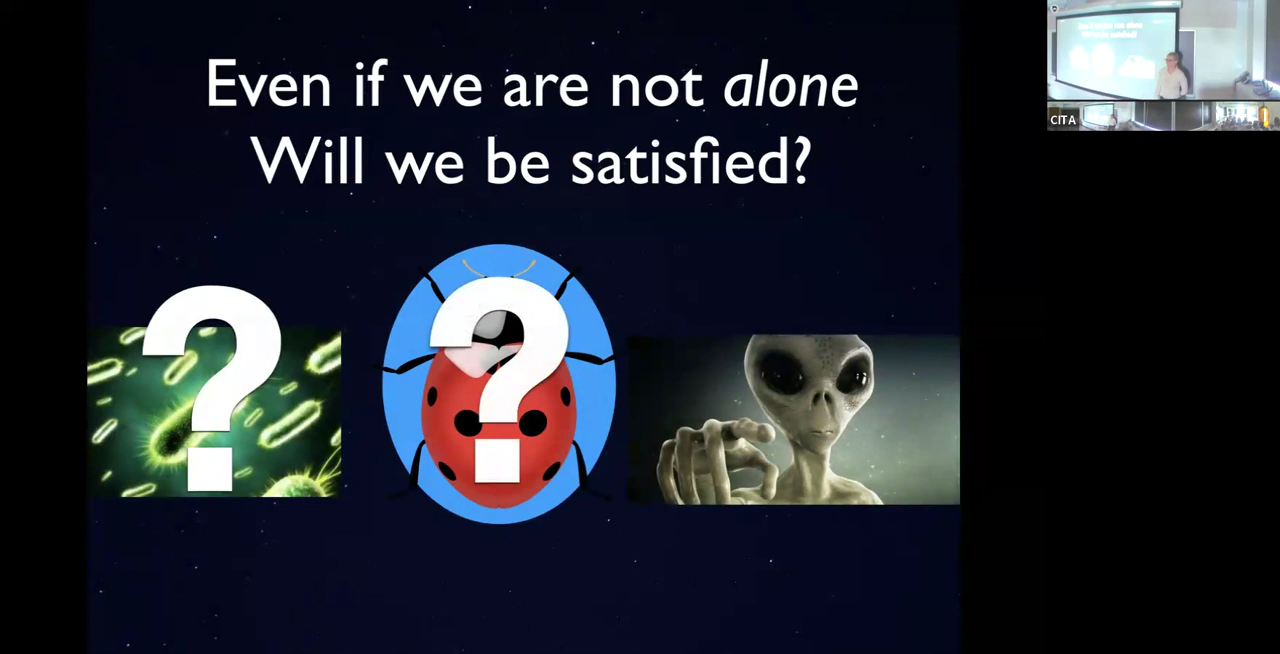 Even if we are not alone
Will we be satisfied?
?
?
CITA